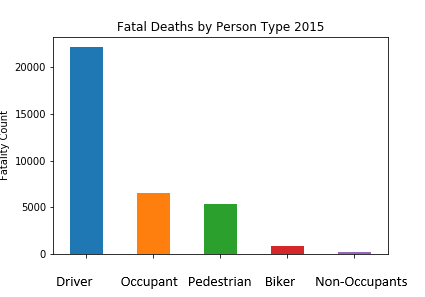 Fatal Deaths by Person Type 2015
Fatality Count
20000
15000
10000
5000
0
Driver Occupant Pedestrian Biker Non-Occupants